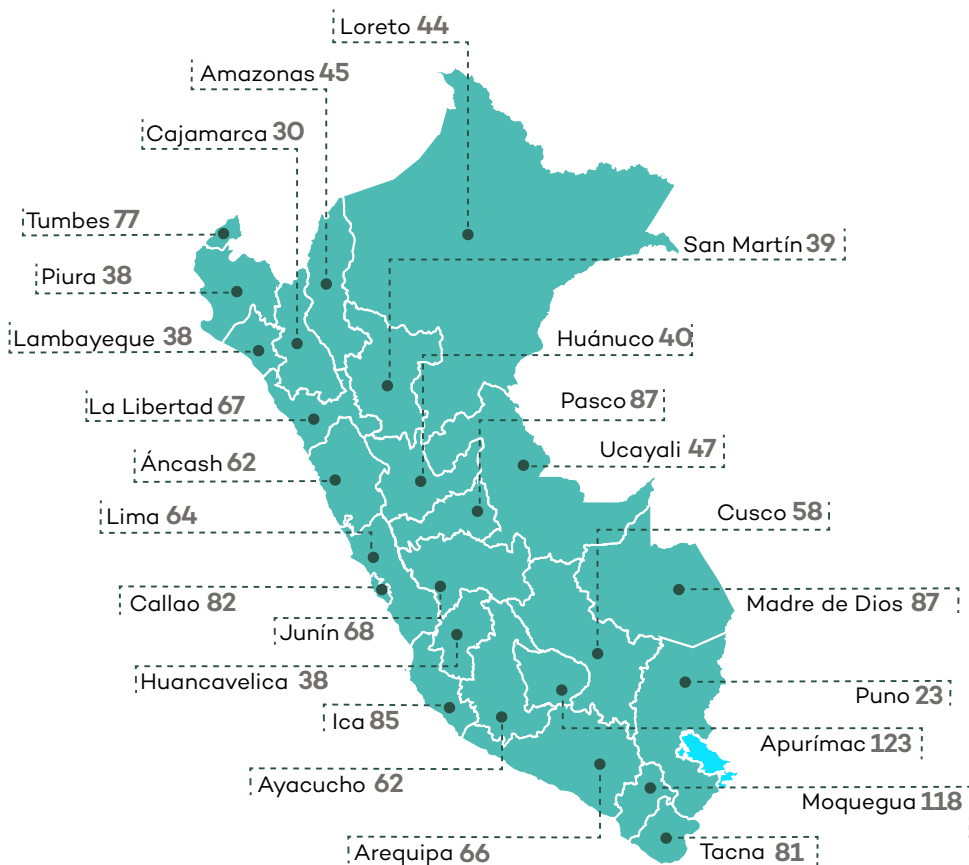 Loreto 44
Amazonas 45
Cajamarca 30
Tumbes 77
San Martín 39
Piura 38
Lambayeque 38
Huánuco 40
La Libertad 67
Pasco 87
Áncash 62
Ucayali 47
Lima 64
Cusco 58
Callao 82
Madre de Dios 87
Junín 68
Huancavelica 38
Puno 23
Ica 85
Apurímac 123
Ayacucho 62
Moquegua 118
Arequipa 66
Tacna 81